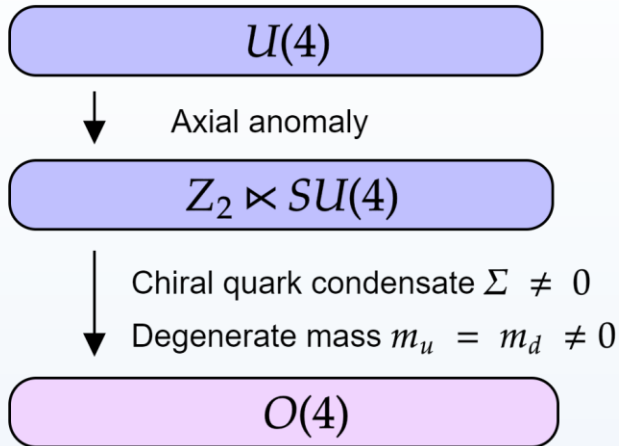 U(4)
Axial anomaly
Z₂ ⋉ SU(4)
Chiral quark condensate Σ ≠ 0
Degenerate mass mᵤ = m_d ≠ 0
O(4)